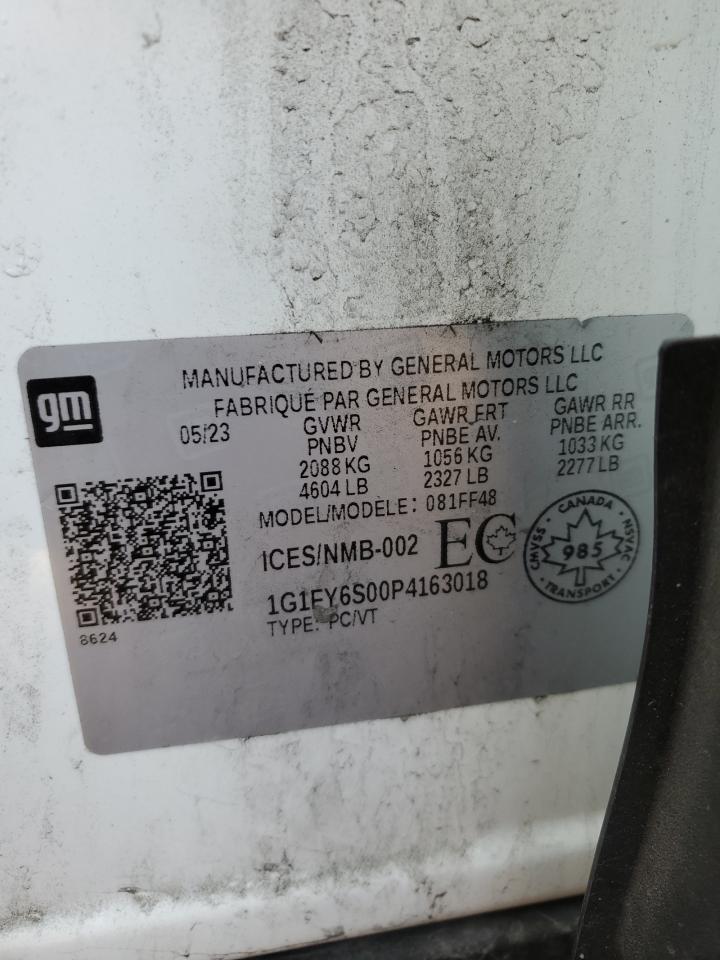 gm
MANUFACTURED BY GENERAL MOTORS LLC
FABRIQUÉ PAR GENERAL MOTORS LLC
05/23 GVWR GAWR FRT GAWR RR
PNBV PNBE AV. PNBE ARR.
2088 KG 1056 KG 1033 KG
4604 LB 2327 LB 2277 LB
MODEL/MODÈLE: 081FF48
ICES/NMB-002 EC
CANADA
CMVSS 985 NSVAC
TRANSPORT
1G1FY6S00P4163018
TYPE: PC/VT
8624